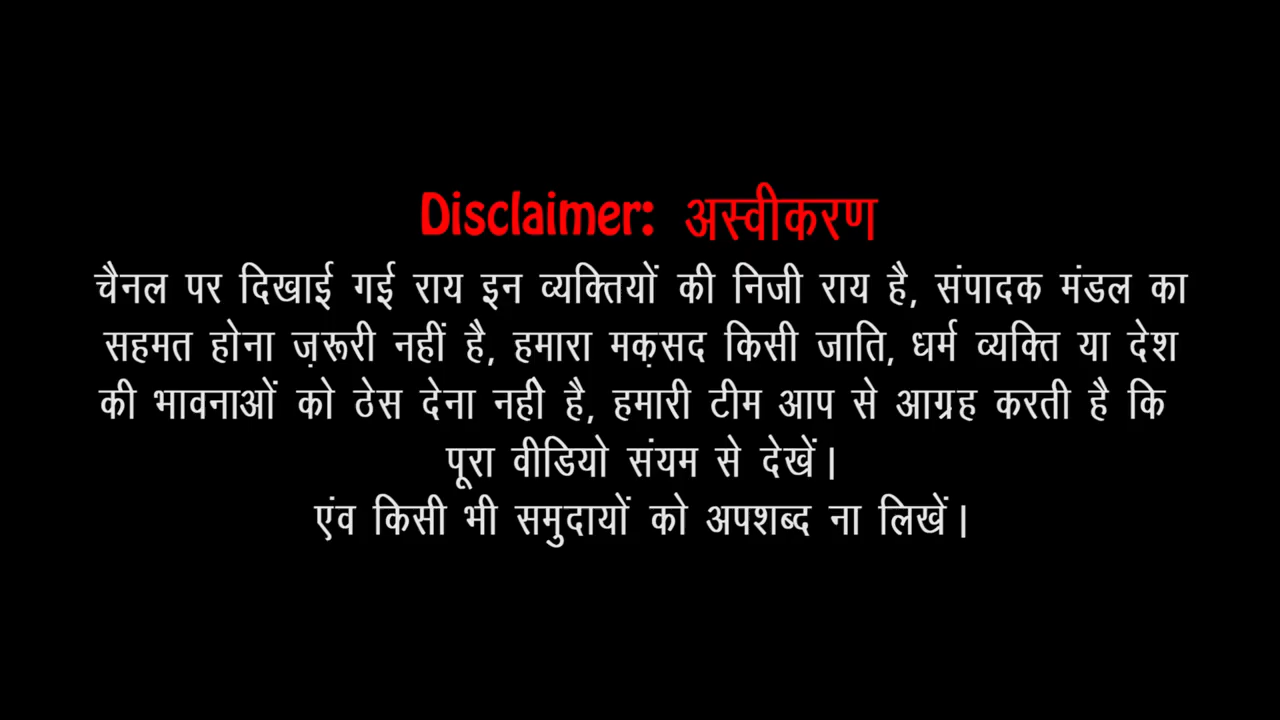 Disclaimer: अस्वीकरण
चैनल पर दिखाई गई राय इन व्यक्तियों की निजी राय है, संपादक मंडल का
सहमत होना ज़रूरी नहीं है, हमारा मक़सद किसी जाति, धर्म व्यक्ति या देश
की भावनाओं को ठेस देना नही है, हमारी टीम आप से आग्रह करती है कि
पूरा वीडियो संयम से देखें।
एंव किसी भी समुदायों को अपशब्द ना लिखें।